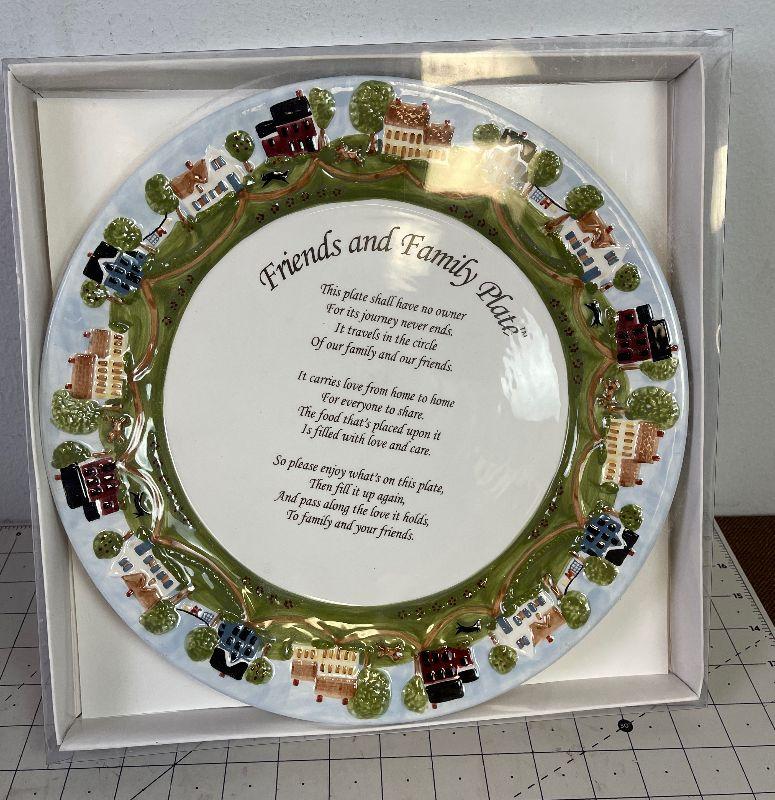 Friends and Family Plate™
This plate shall have no owner
For its journey never ends.
It travels in the circle
Of our family and our friends.
It carries love from home to home
For everyone to share.
The food that's placed upon it
Is filled with love and care.
So please enjoy what's on this plate,
Then fill it up again,
And pass along the love it holds,
To family and your friends.
16
15
14